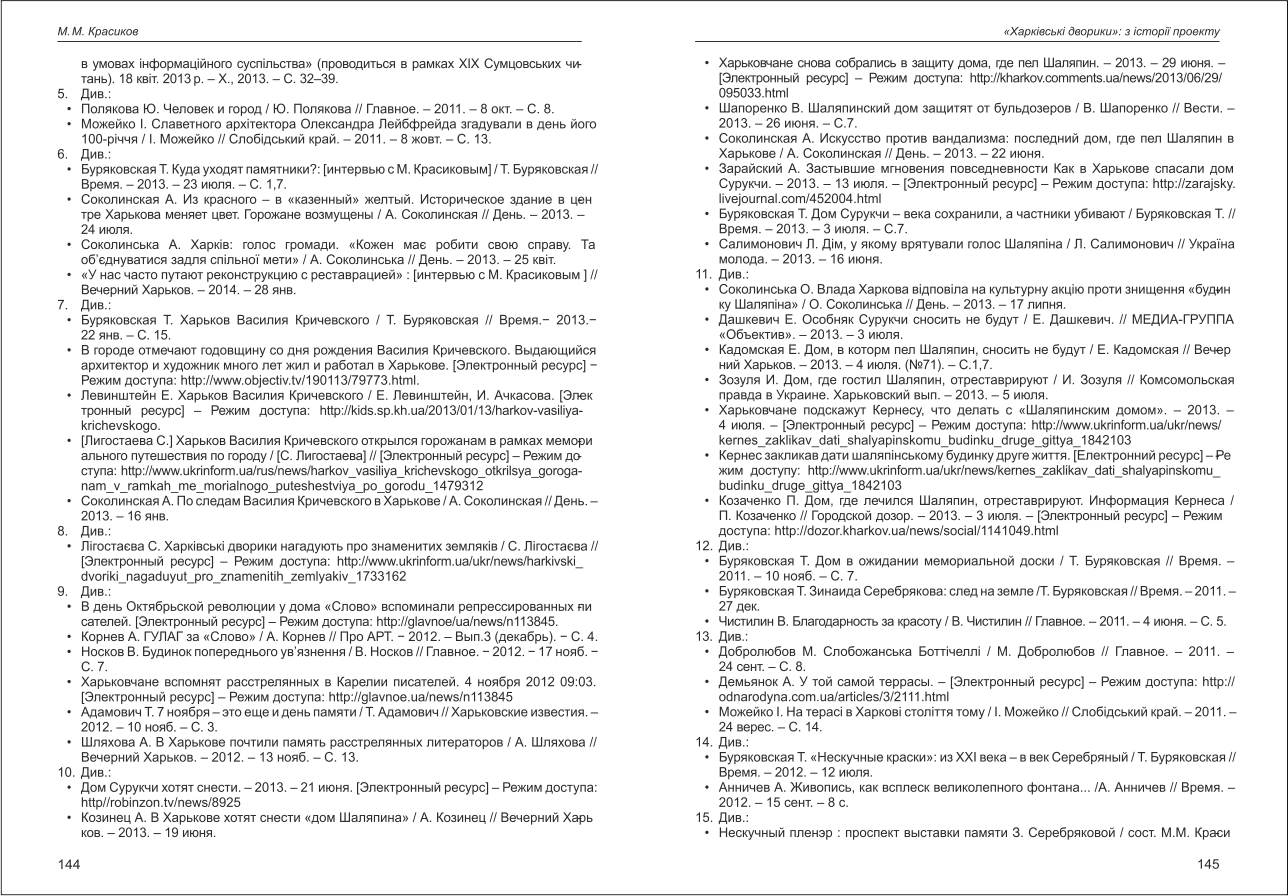 М. М. Красиков
в умовах інформаційного суспільства» (проводиться в рамках XIX Сумцовських чи-
тань). 18 квіт. 2013 р. – Х., 2013. – С. 32–39.
5. Див.:
• Полякова Ю. Человек и город / Ю. Полякова // Главное. – 2011. – 8 окт. – С. 8.
• Можейко І. Славетного архітектора Олександра Лейбфрейда згадували в день його
100-річчя / І. Можейко // Слобідський край. – 2011. – 8 жовт. – С. 13.
6. Див.:
• Буряковская Т. Куда уходят памятники?: [интервью с М. Красиковым] / Т. Буряковская //
Время. – 2013. – 23 июля. – С. 1,7.
• Соколинская А. Из красного – в «казенный» желтый. Историческое здание в цен
тре Харькова меняет цвет. Горожане возмущены / А. Соколинская // День. – 2013. –
24 июля.
• Соколинська А. Харків: голос громади. «Кожен має робити свою справу. Та
об’єднуватися задля спільної мети» / А. Соколинська // День. – 2013. – 25 квіт.
• «У нас часто путают реконструкцию с реставрацией» : [интервью с М. Красиковым ] //
Вечерний Харьков. – 2014. – 28 янв.
7. Див.:
• Буряковская Т. Харьков Василия Кричевского / Т. Буряковская // Время.− 2013.−
22 янв. – С. 15.
• В городе отмечают годовщину со дня рождения Василия Кричевского. Выдающийся
архитектор и художник много лет жил и работал в Харькове. [Электронный ресурс] −
Режим доступа: http://www.objectiv.tv/190113/79773.html.
• Левинштейн Е. Харьков Василия Кричевского / Е. Левинштейн, И. Ачкасова. [Элек
тронный ресурс] – Режим доступа: http://kids.sp.kh.ua/2013/01/13/harkov-vasiliya-
krichevskogo.
• [Лигостаева С.] Харьков Василия Кричевского открылся горожанам в рамках мемори
ального путешествия по городу / [С. Лигостаева] // [Электронный ресурс] – Режим до-
ступа: http://www.ukrinform.ua/rus/news/harkov_vasiliya_krichevskogo_otkrilsya_goroga-
nam_v_ramkah_me_morialnogo_puteshestviya_po_gorodu_1479312
• Соколинская А. По следам Василия Кричевского в Харькове / А. Соколинская // День. –
2013. – 16 янв.
8. Див.:
• Лігостаєва С. Харківські дворики нагадують про знаменитих земляків / С. Лігостаєва //
[Электронный ресурс] – Режим доступа: http://www.ukrinform.ua/ukr/news/harkivski_
dvoriki_nagaduyut_pro_znamenitih_zemlyakiv_1733162
9. Див.:
• В день Октябрьской революции у дома «Слово» вспоминали репрессированных пи
сателей. [Электронный ресурс] – Режим доступа: http://glavnoe/ua/news/n113845.
• Корнев А. ГУЛАГ за «Слово» / А. Корнев // Про АРТ. − 2012. – Вып.3 (декабрь). − С. 4.
• Носков В. Будинок попереднього ув’язнення / В. Носков // Главное. − 2012. − 17 нояб. −
С. 7.
• Харьковчане вспомнят расстрелянных в Карелии писателей. 4 ноября 2012 09:03.
[Электронный ресурс] – Режим доступа: http://glavnoe.ua/news/n113845
• Адамович Т. 7 ноября – это еще и день памяти / Т. Адамович // Харьковские известия. –
2012. – 10 нояб. – С. 3.
• Шляхова А. В Харькове почтили память расстрелянных литераторов / А. Шляхова //
Вечерний Харьков. – 2012. – 13 нояб. – С. 13.
10. Див.:
• Дом Сурукчи хотят снести. – 2013. – 21 июня. [Электронный ресурс] – Режим доступа:
http//robinzon.tv/news/8925
• Козинец А. В Харькове хотят снести «дом Шаляпина» / А. Козинец // Вечерний Харь
ков. – 2013. – 19 июня.
144
«Харківські дворики»: з історії проекту
• Харьковчане снова собрались в защиту дома, где пел Шаляпин. – 2013. – 29 июня. –
[Электронный ресурс] – Режим доступа: http://kharkov.comments.ua/news/2013/06/29/
095033.html
• Шапоренко В. Шаляпинский дом защитят от бульдозеров / В. Шапоренко // Вести. –
2013. – 26 июня. – С.7.
• Соколинская А. Искусство против вандализма: последний дом, где пел Шаляпин в
Харькове / А. Соколинская // День. – 2013. – 22 июня.
• Зарайский А. Застывшие мгновения повседневности Как в Харькове спасали дом
Сурукчи. – 2013. – 13 июля. – [Электронный ресурс] – Режим доступа: http://zarajsky.
livejournal.com/452004.html
• Буряковская Т. Дом Сурукчи – века сохранили, а частники убивают / Буряковская Т. //
Время. – 2013. – 3 июля. – С.7.
• Салимонович Л. Дім, у якому врятували голос Шаляпіна / Л. Салимонович // Україна
молода. – 2013. – 16 июня.
11. Див.:
• Соколинська О. Влада Харкова відповіла на культурну акцію проти знищення «будин
ку Шаляпіна» / О. Соколинська // День. – 2013. – 17 липня.
• Дашкевич Е. Особняк Сурукчи сносить не будут / Е. Дашкевич. // МЕДИА-ГРУППА
«Объектив». – 2013. – 3 июля.
• Кадомская Е. Дом, в котором пел Шаляпин, сносить не будут / Е. Кадомская // Вечер
ний Харьков. – 2013. – 4 июля. (№71). – С.1,7.
• Зозуля И. Дом, где гостил Шаляпин, отреставрируют / И. Зозуля // Комсомольская
правда в Украине. Харьковский вып. – 2013. – 5 июля.
• Харьковчане подскажут Кернесу, что делать с «Шаляпинским домом». – 2013. –
4 июля. – [Электронный ресурс] – Режим доступа: http://www.ukrinform.ua/ukr/news/
kernes_zaklikav_dati_shalyapinskomu_budinku_druge_gittya_1842103
• Кернес закликав дати шаляпінському будинку друге життя. [Електронний ресурс] – Ре
жим доступу: http://www.ukrinform.ua/ukr/news/kernes_zaklikav_dati_shalyapinskomu_
budinku_druge_gittya_1842103
• Козаченко П. Дом, где лечился Шаляпин, отреставрируют. Информация Кернеса /
П. Козаченко // Городской дозор. – 2013. – 3 июля. – [Электронный ресурс] – Режим
доступа: http://dozor.kharkov.ua/news/social/1141049.html
12. Див.:
• Буряковская Т. Дом в ожидании мемориальной доски / Т. Буряковская // Время. –
2011. – 10 нояб. – С. 7.
• Буряковская Т. Зинаида Серебрякова: след на земле /Т. Буряковская // Время. – 2011. –
27 дек.
• Чистилин В. Благодарность за красоту / В. Чистилин // Главное. – 2011. – 4 июня. – С. 5.
13. Див.:
• Добролюбов М. Слобожанська Боттічеллі / М. Добролюбов // Главное. – 2011. –
24 сент. – С. 8.
• Демьянок А. У той самой террасы. – [Электронный ресурс] – Режим доступа: http://
odnarodyna.com.ua/articles/3/2111.html
• Можейко І. На терасі в Харкові століття тому / І. Можейко // Слобідський край. – 2011. –
24 верес. – С. 14.
14. Див.:
• Буряковская Т. «Нескучные краски»: из XXI века – в век Серебряный / Т. Буряковская //
Время. – 2012. – 12 июля.
• Анничев А. Живопись, как всплеск великолепного фонтана... /А. Анничев // Время. –
2012. – 15 сент. – 8 с.
15. Див.:
• Нескучный пленэр : проспект выставки памяти З. Серебряковой / сост. М.М. Краси
145